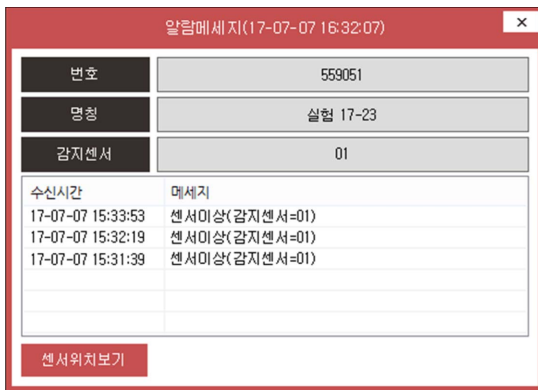 알람메세지(17-07-07 16:32:07)
번호 559051
명칭 실험 17-23
감지센서 01
수신시간 메세지
17-07-07 15:33:53 센서이상(감지센서=01)
17-07-07 15:32:19 센서이상(감지센서=01)
17-07-07 15:31:39 센서이상(감지센서=01)
센서위치보기